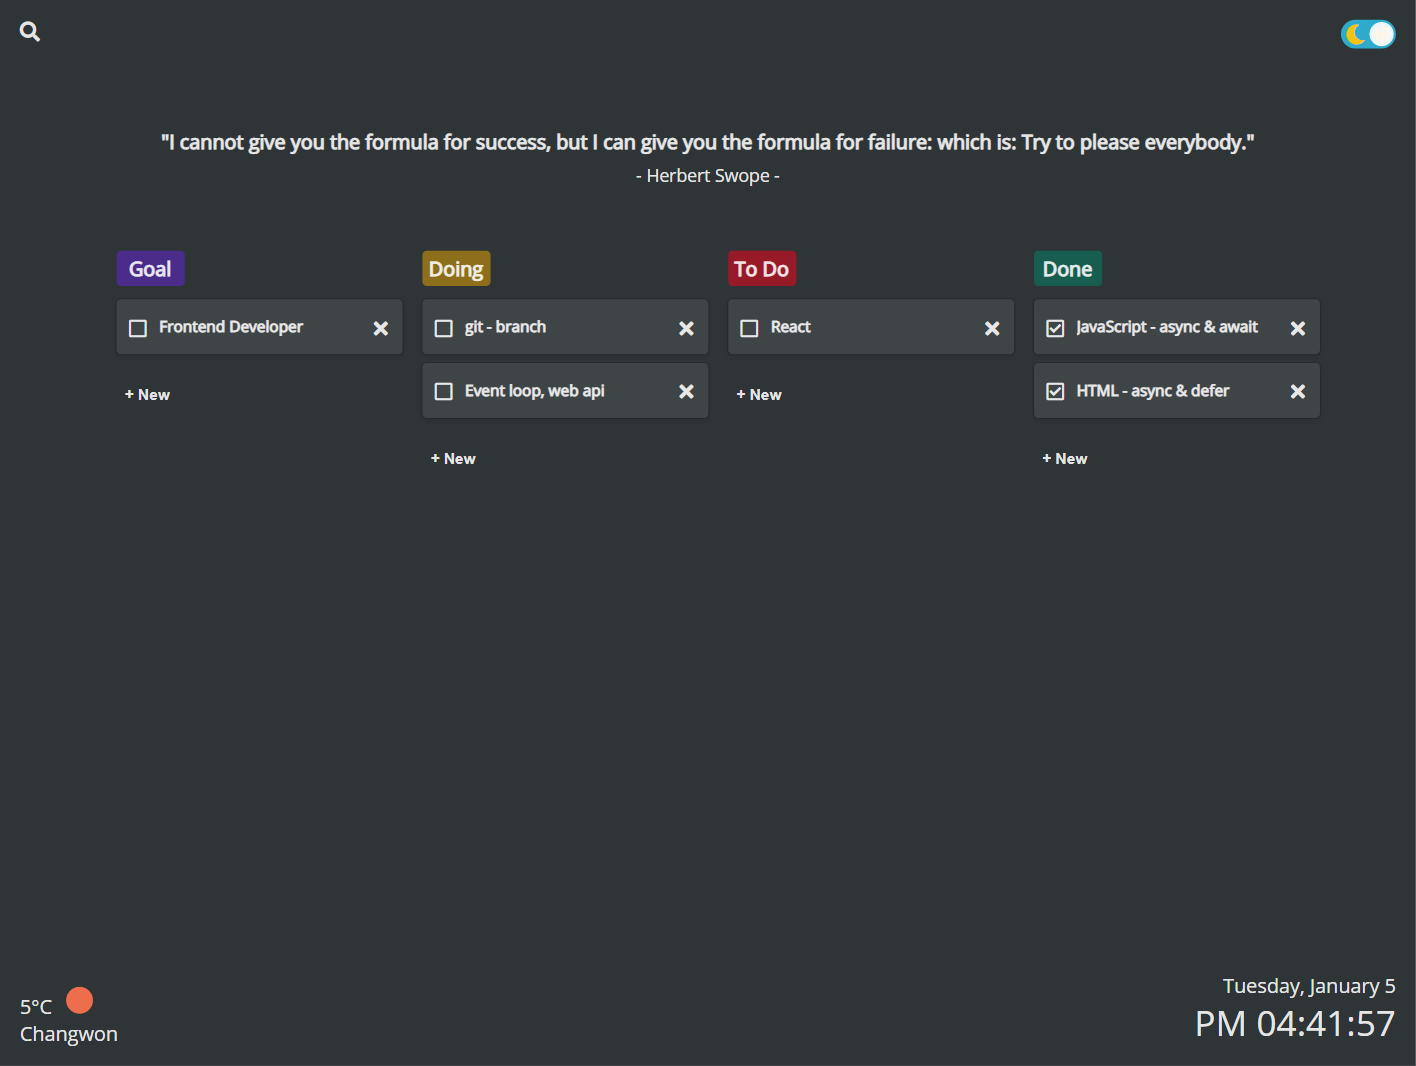 "I cannot give you the formula for success, but I can give you the formula for failure: which is: Try to please everybody."
- Herbert Swope -
Goal
Frontend Developer
+ New
Doing
git - branch
Event loop, web api
+ New
To Do
React
+ New
Done
JavaScript - async & await
HTML - async & defer
+ New
5°C
Changwon
Tuesday, January 5
PM 04:41:57